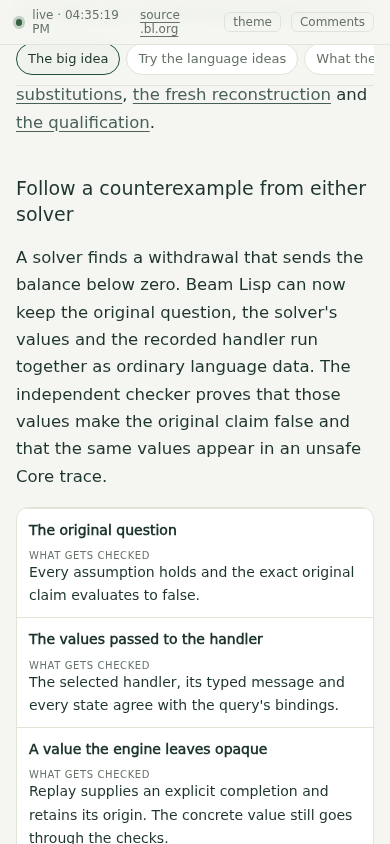 live · 04:35:19 PM
source.bl.org
theme
Comments
The big idea
Try the language ideas
What the
substitutions, the fresh reconstruction and
the qualification.
Follow a counterexample from either
solver
A solver finds a withdrawal that sends the
balance below zero. Beam Lisp can now
keep the original question, the solver's
values and the recorded handler run
together as ordinary language data. The
independent checker proves that those
values make the original claim false and
that the same values appear in an unsafe
Core trace.
The original question
WHAT GETS CHECKED
Every assumption holds and the exact original
claim evaluates to false.
The values passed to the handler
WHAT GETS CHECKED
The selected handler, its typed message and
every state agree with the query's bindings.
A value the engine leaves opaque
WHAT GETS CHECKED
Replay supplies an explicit completion and
retains its origin. The concrete value still goes
through the checks.